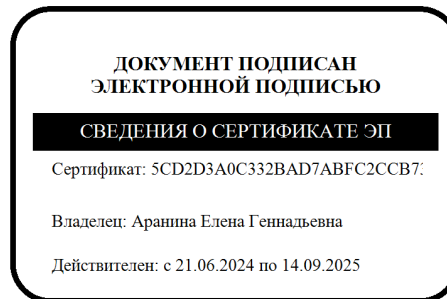 ДОКУМЕНТ ПОДПИСАН
ЭЛЕКТРОННОЙ ПОДПИСЬЮ
СВЕДЕНИЯ О СЕРТИФИКАТЕ ЭП
Сертификат: 5CD2D3A0C332BAD7ABFC2CCB73
Владелец: Аранина Елена Геннадьевна
Действителен: с 21.06.2024 по 14.09.2025